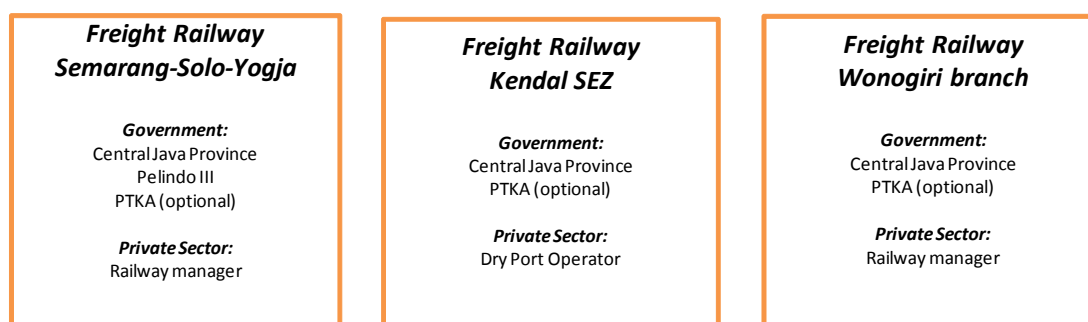 Freight Railway
Semarang-Solo-Yogja
Government:
Central Java Province
Pelindo III
PTKA (optional)
Private Sector:
Railway manager
Freight Railway
Kendal SEZ
Government:
Central Java Province
PTKA (optional)
Private Sector:
Dry Port Operator
Freight Railway
Wonogiri branch
Government:
Central Java Province
PTKA (optional)
Private Sector:
Railway manager